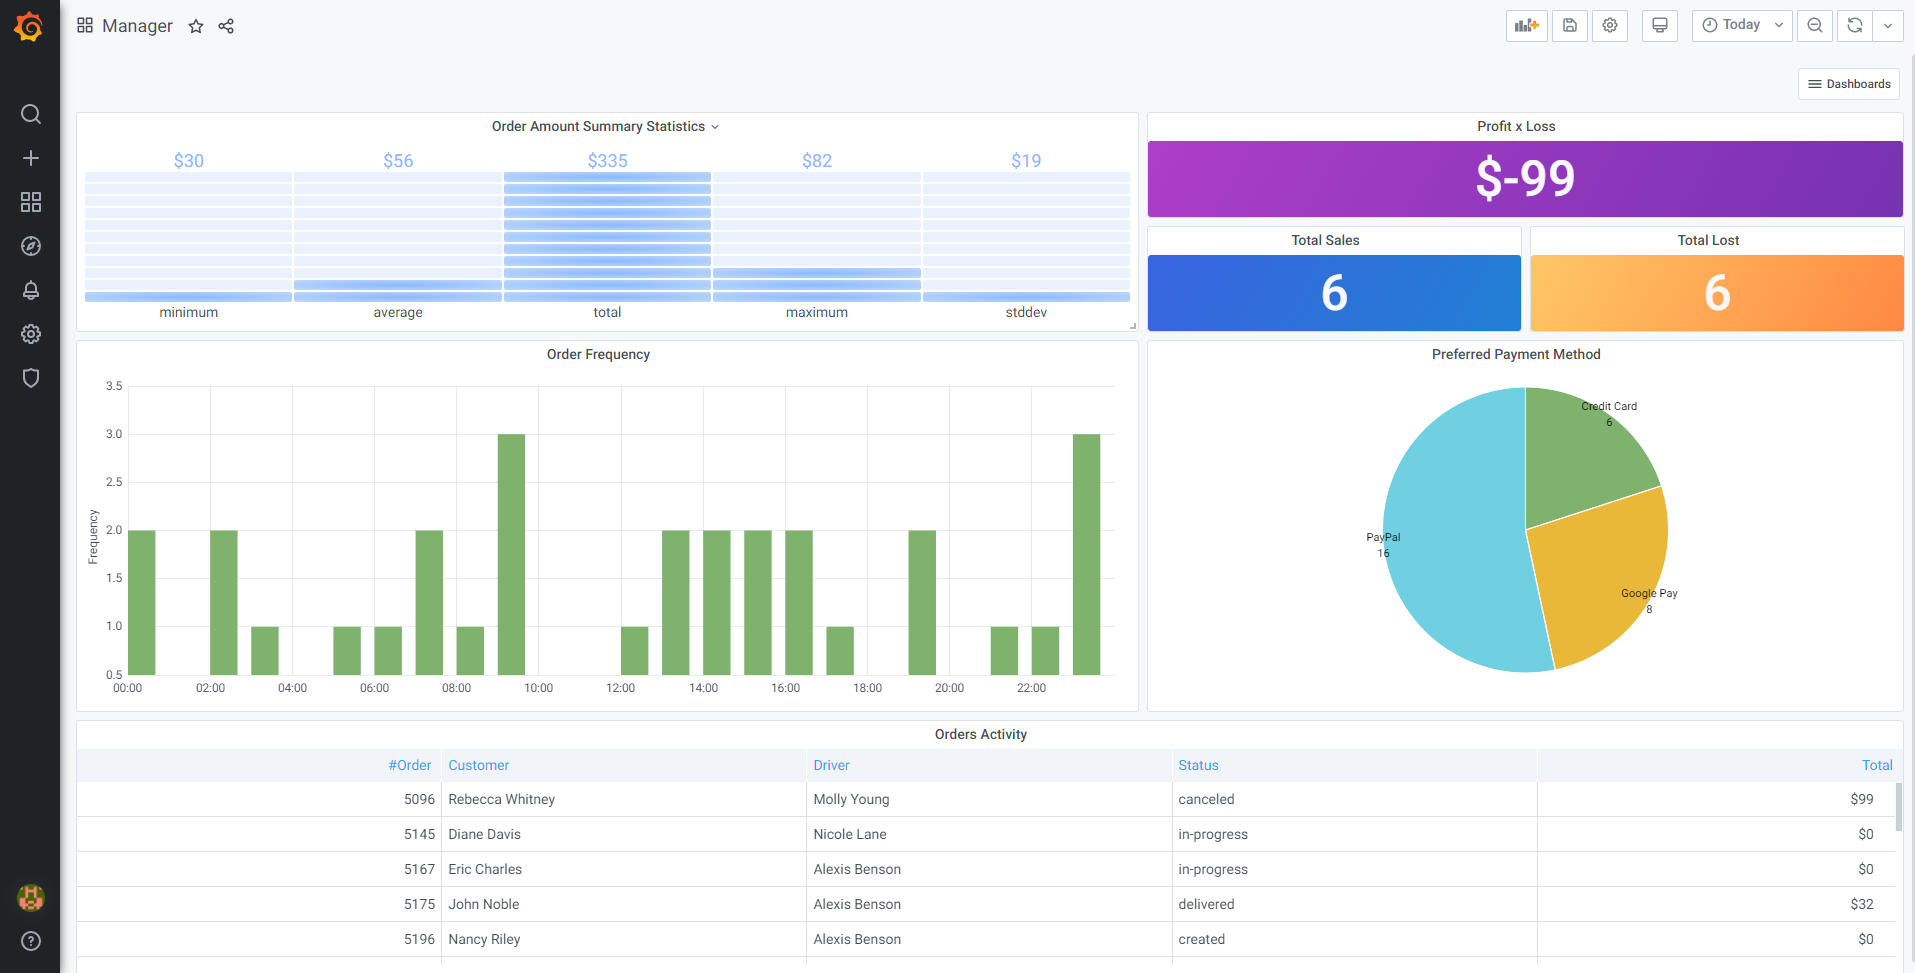 Manager
Today
Dashboards
Order Amount Summary Statistics
$30 $56 $335 $82 $19
minimum average total maximum stddev
Profit x Loss
$-99
Total Sales
6
Total Lost
6
Order Frequency
Frequency
3.5
3.0
2.5
2.0
1.5
1.0
0.5
00:00 02:00 04:00 06:00 08:00 10:00 12:00 14:00 16:00 18:00 20:00 22:00
Preferred Payment Method
Credit Card
6
PayPal
16
Google Pay
8
Orders Activity
#Order Customer Driver Status Total
5096 Rebecca Whitney Molly Young canceled $99
5145 Diane Davis Nicole Lane in-progress $0
5167 Eric Charles Alexis Benson in-progress $0
5175 John Noble Alexis Benson delivered $32
5196 Nancy Riley Alexis Benson created $0